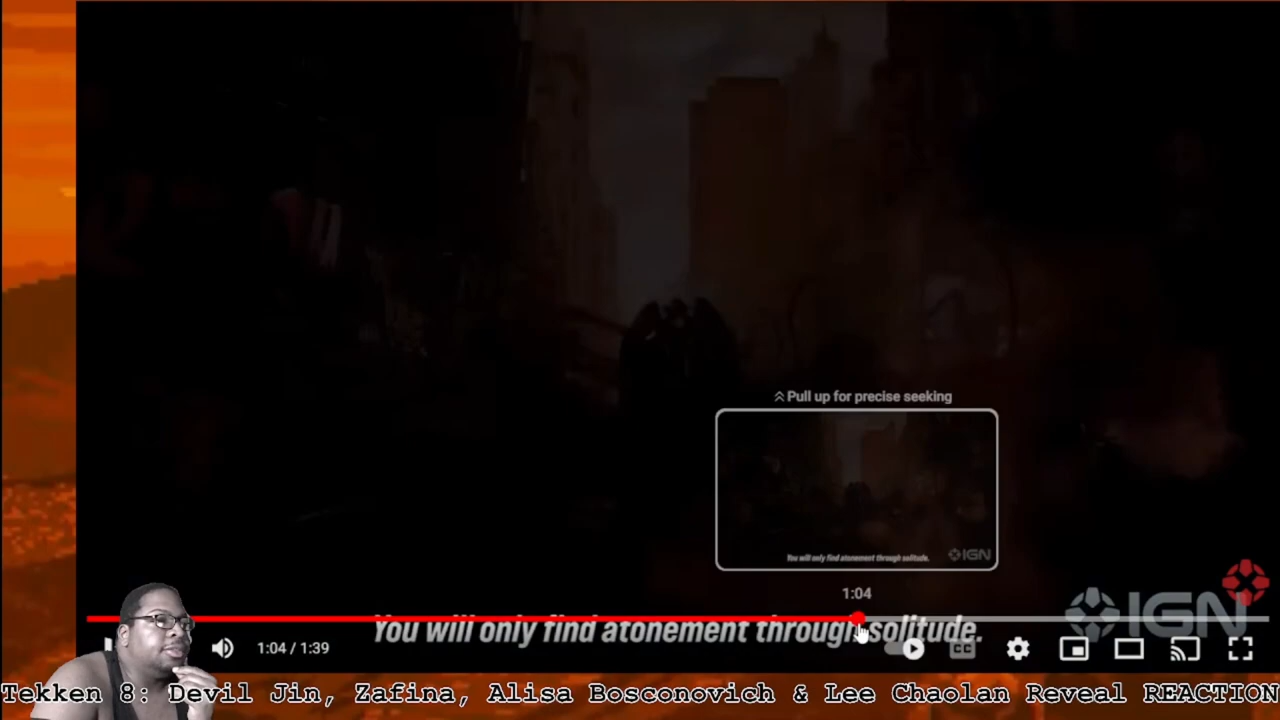 Pull up for precise seeking
You will only find atonement through solitude.
IGN
1:04
IGN
You will only find atonement through solitude.
1:04 / 1:39
CC
Tekken 8: Devil Jin, Zafina, Alisa Bosconovich & Lee Chaolan Reveal REACTION